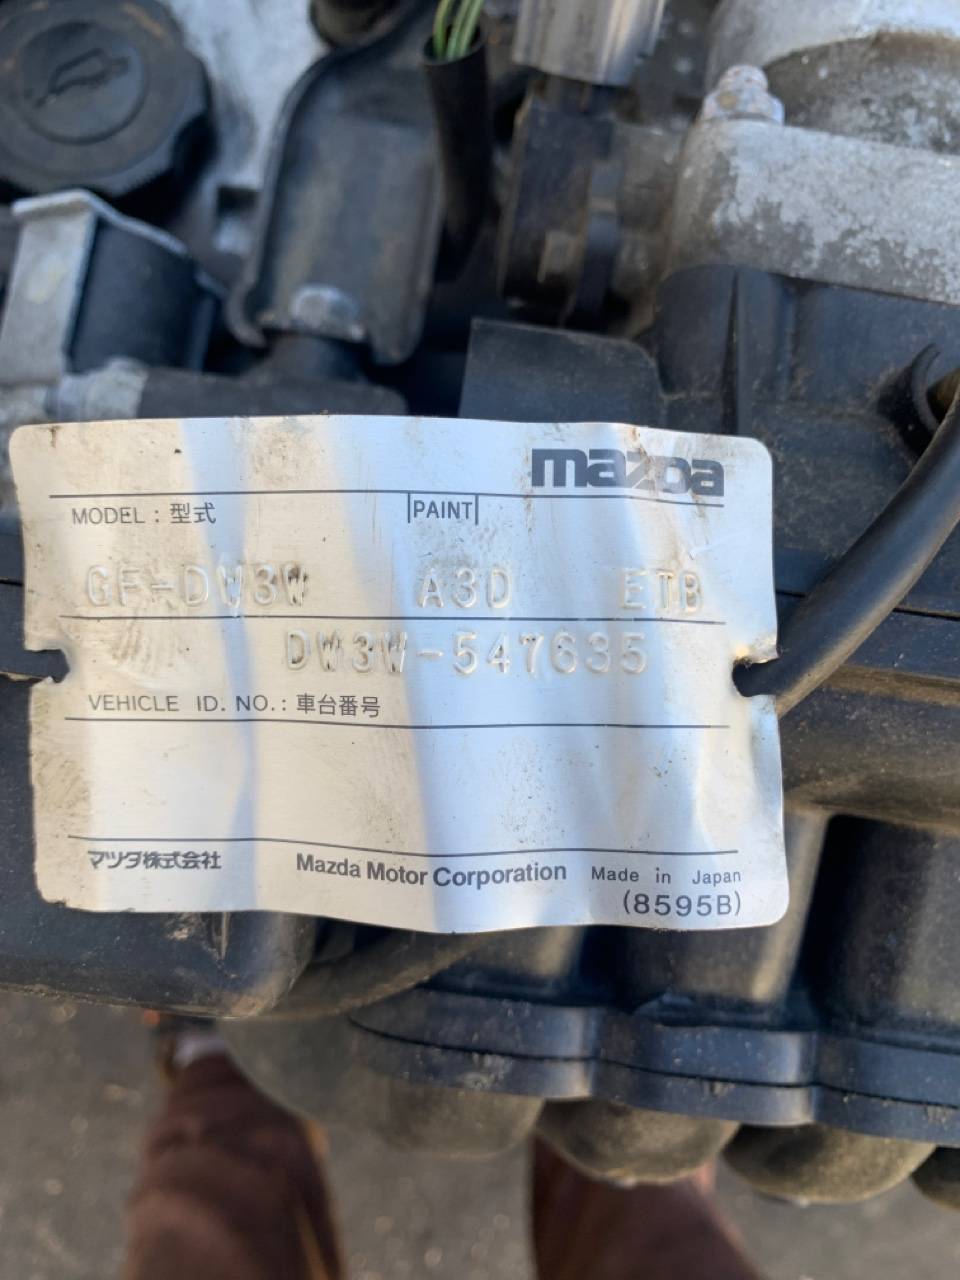 mazda
MODEL : 型式 PAINT
GF-DW3W A3D ETB
DW3W-547635
VEHICLE ID. NO. : 車台番号
マツダ株式会社 Mazda Motor Corporation Made in Japan
(8595B)